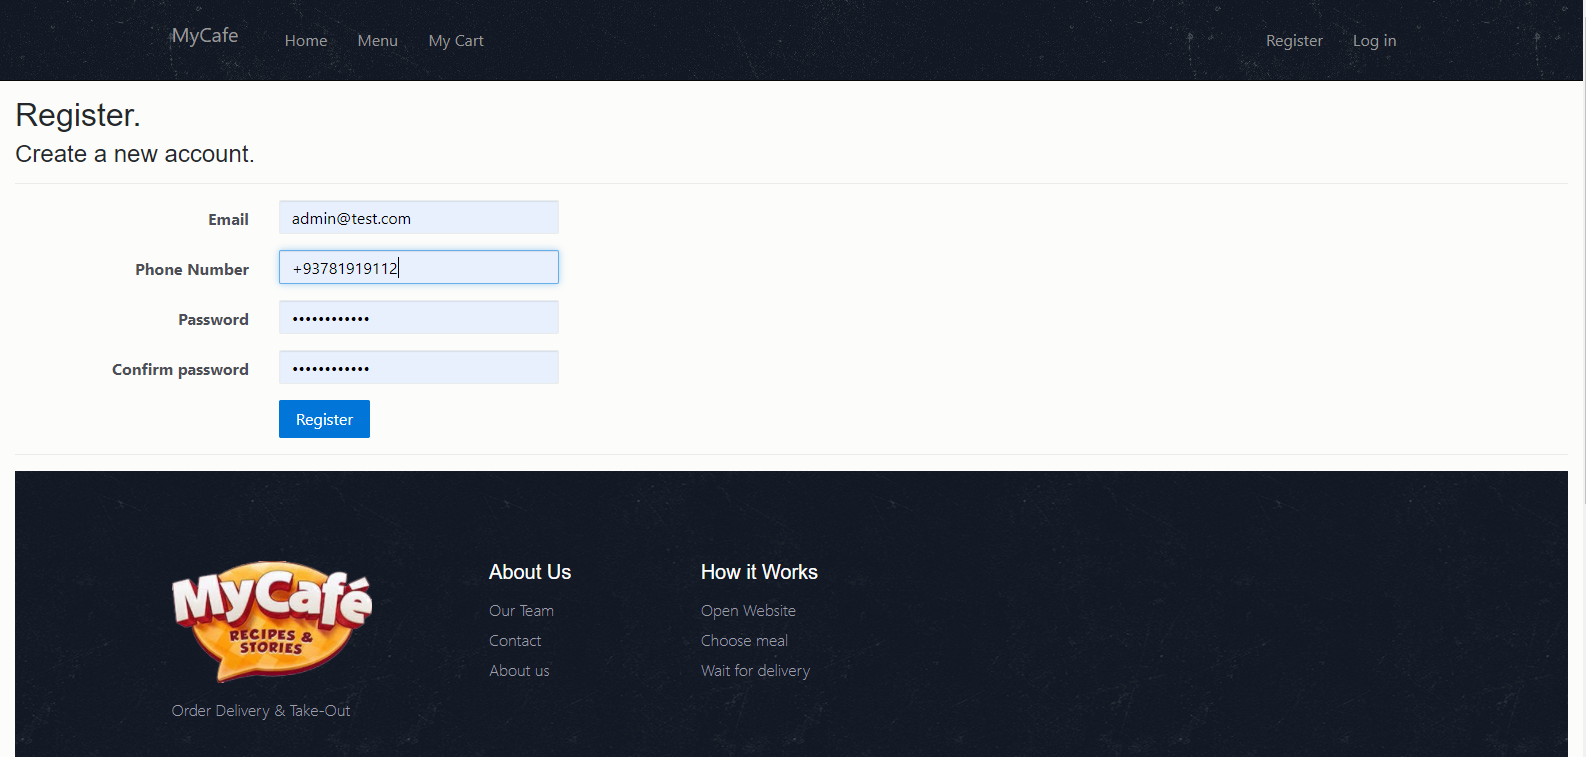 MyCafe Home Menu My Cart Register Log in
Register.
Create a new account.
Email admin@test.com
Phone Number +93781919112
Password ••••••••••••
Confirm password ••••••••••••
Register
MyCafé
RECIPES &
STORIES
Order Delivery & Take-Out
About Us
Our Team
Contact
About us
How it Works
Open Website
Choose meal
Wait for delivery